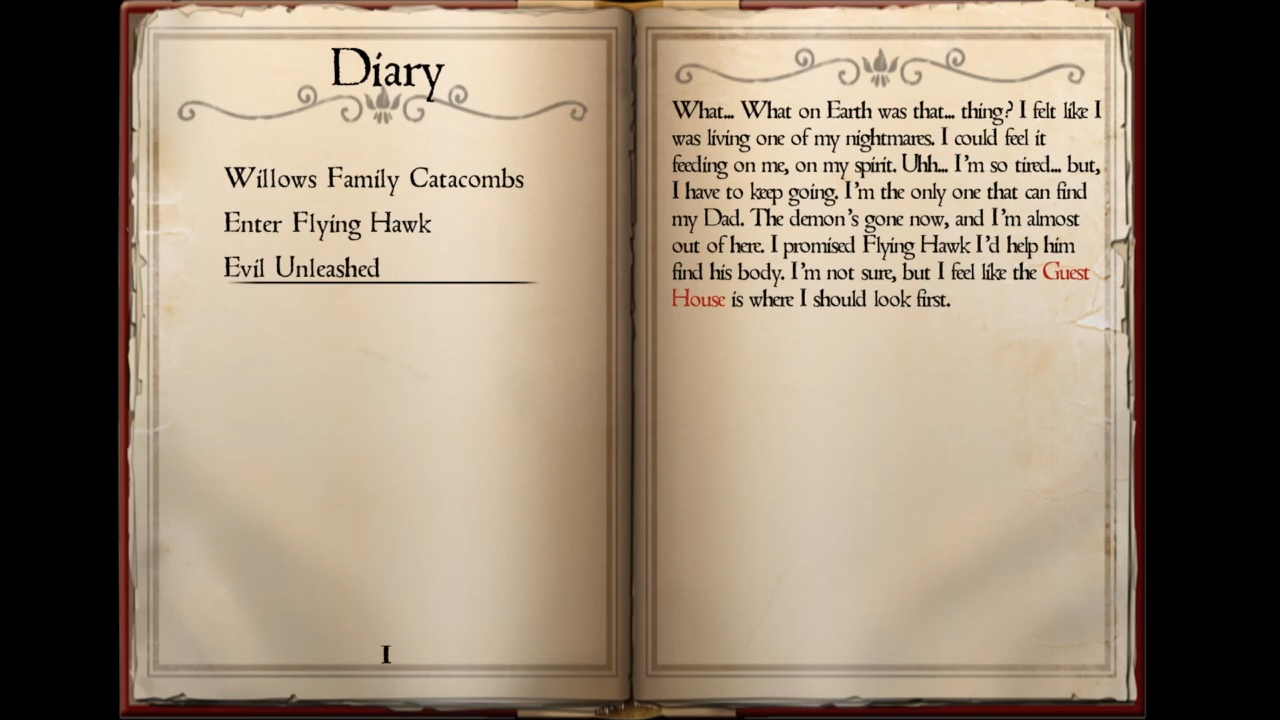 Diary
Willows Family Catacombs
Enter Flying Hawk
Evil Unleashed
1
What... What on Earth was that... thing? I felt like I
was living one of my nightmares. I could feel it
feeding on me, on my spirit. Uhh... I'm so tired... but,
I have to keep going. I'm the only one that can find
my Dad. The demon's gone now, and I'm almost
out of here. I promised Flying Hawk I'd help him
find his body. I'm not sure, but I feel like the Guest
House is where I should look first.